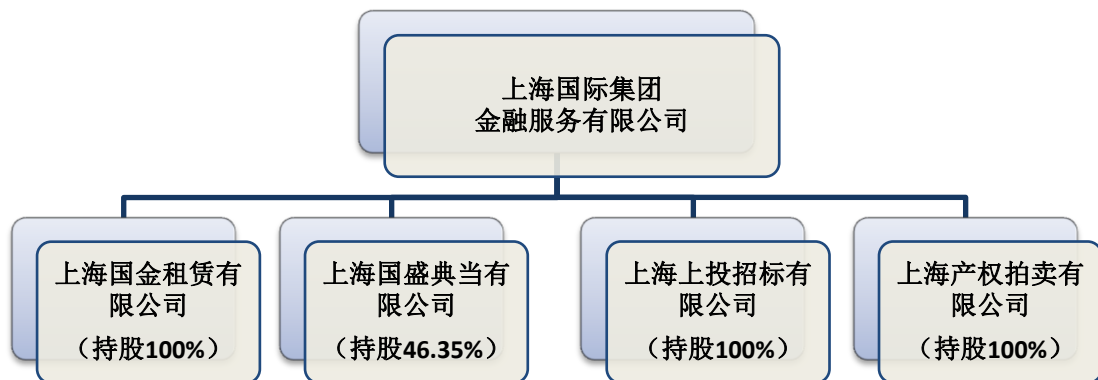 上海国际集团
金融服务有限公司
上海国金租赁有
限公司
（持股100%）
上海国盛典当有
限公司
（持股46.35%）
上海上投招标有
限公司
（持股100%）
上海产权拍卖有
限公司
（持股100%）